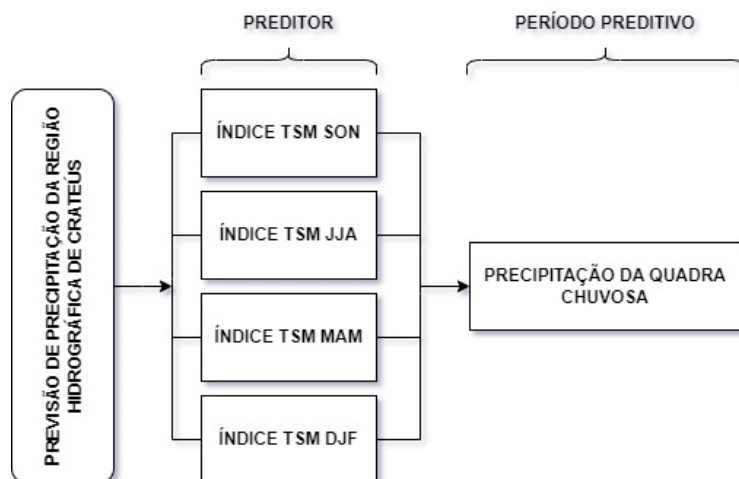 PREDITOR
PERÍODO PREDITIVO
PREVISÃO DE PRECIPITAÇÃO DA REGIÃO
HIDROGRÁFICA DE CRATEÚS
ÍNDICE TSM SON
ÍNDICE TSM JJA
ÍNDICE TSM MAM
ÍNDICE TSM DJF
PRECIPITAÇÃO DA QUADRA
CHUVOSA